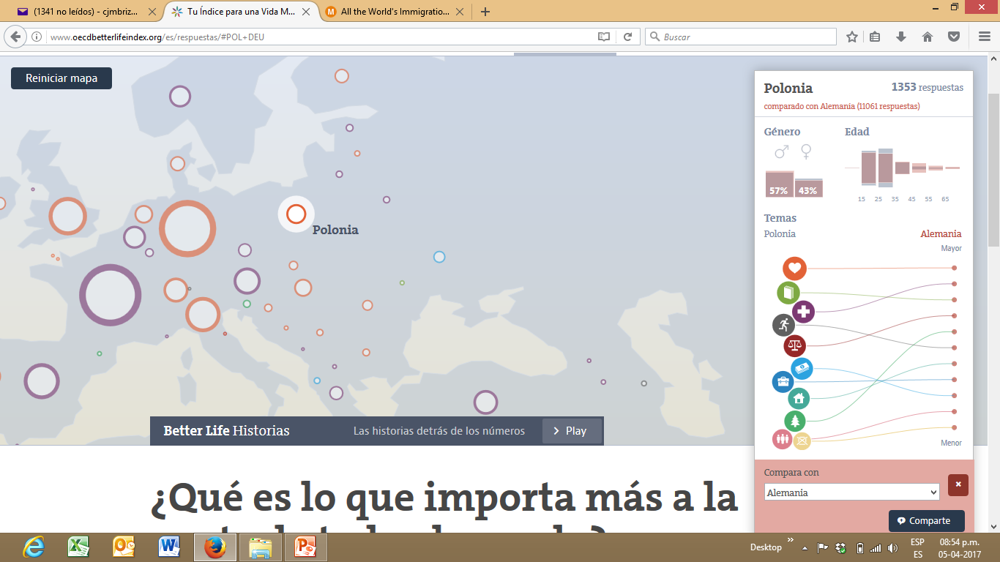 (1341 no leídos) - cjmbriz...
Tu Índice para una Vida M...
All the World's Immigratio...
www.oecdbetterlifeindex.org/es/respuestas/#POL+DEU
Buscar
Reiniciar mapa
Polonia
Polonia 1353 respuestas
comparado con Alemania (11061 respuestas)
Género Edad
57% 43%
15 25 35 45 55 65
Temas
Polonia Alemania
Mayor
Menor
Better Life Historias Las historias detrás de los números Play
¿Qué es lo que importa más a la
Compara con
Alemania
Comparte
Desktop
ESP 08:54 p.m.
ES 05-04-2017